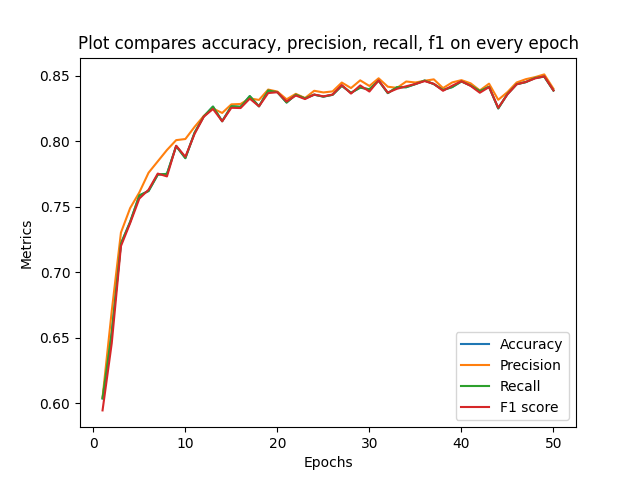 Plot compares accuracy, precision, recall, f1 on every epoch
0.85
0.80
0.75
0.70
0.65
0.60
Metrics
0 10 20 30 40 50
Epochs
Accuracy
Precision
Recall
F1 score